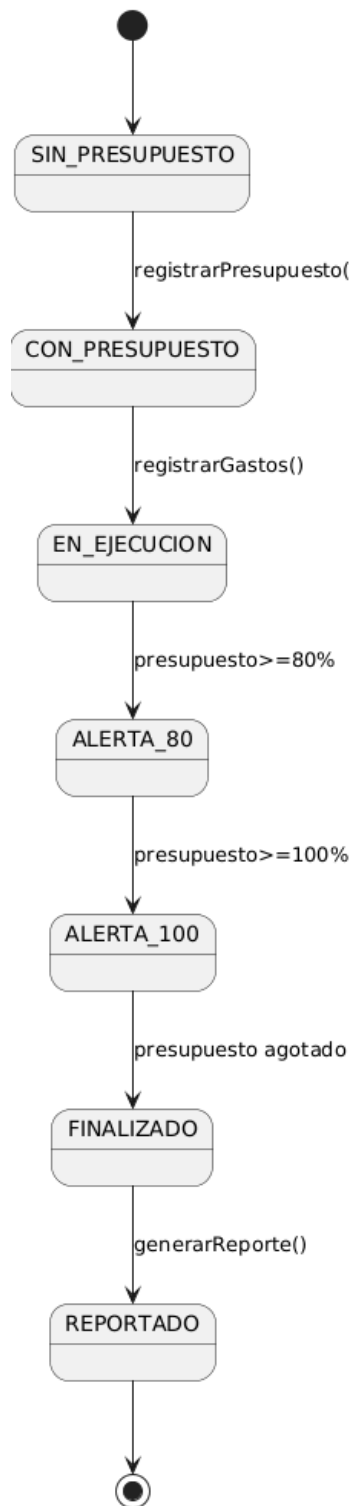 SIN_PRESUPUESTO
registrarPresupuesto(
CON_PRESUPUESTO
registrarGastos()
EN_EJECUCION
presupuesto>=80%
ALERTA_80
presupuesto>=100%
ALERTA_100
presupuesto agotado
FINALIZADO
generarReporte()
REPORTADO